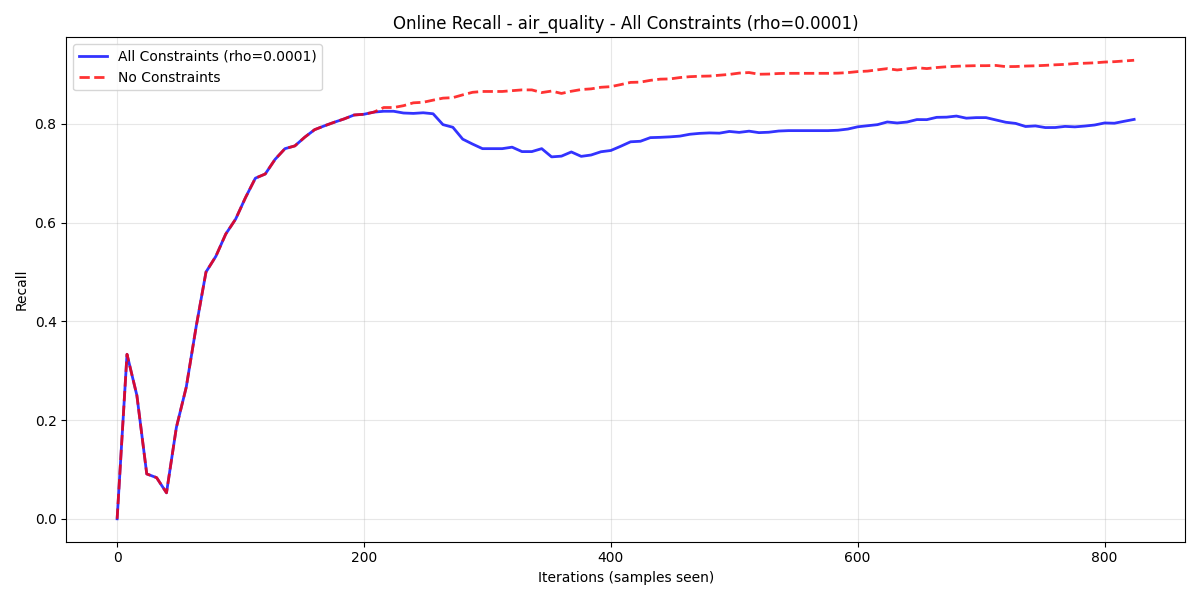 Online Recall - air_quality - All Constraints (rho=0.0001)
All Constraints (rho=0.0001)
No Constraints
Recall
0.8
0.6
0.4
0.2
0.0
0
200
400
600
800
Iterations (samples seen)